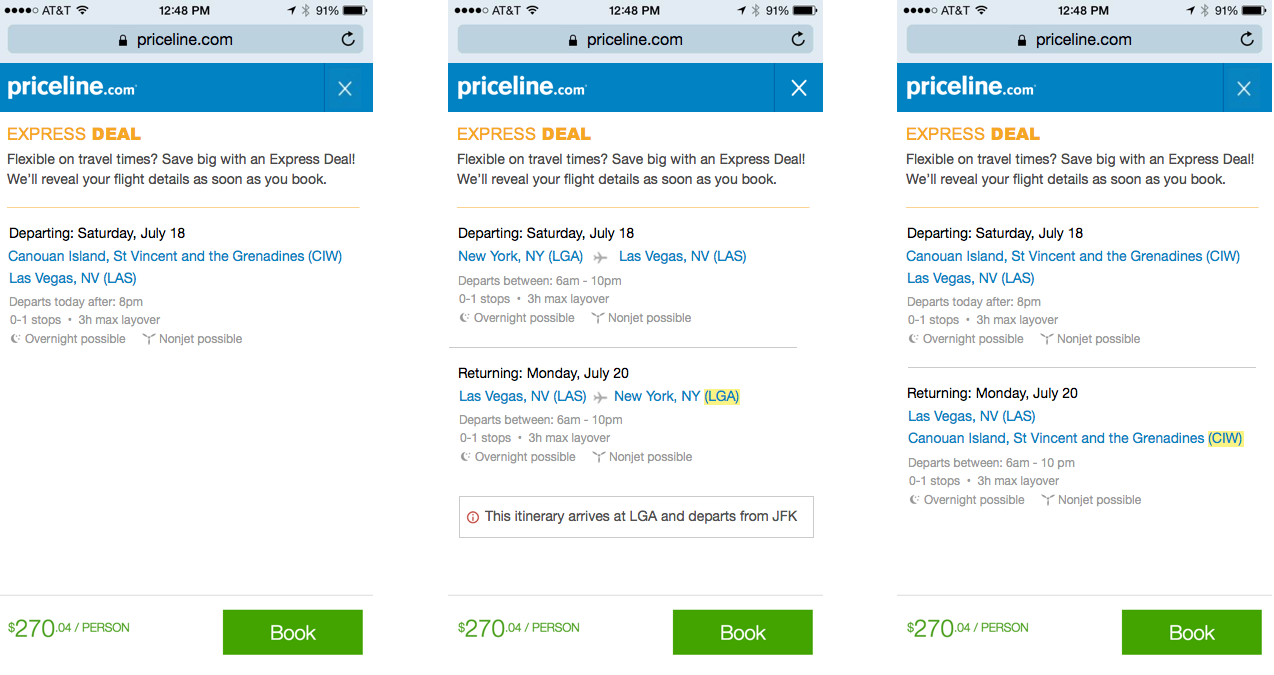 AT&T 12:48 PM 91%
priceline.com
priceline.com
EXPRESS DEAL
Flexible on travel times? Save big with an Express Deal!
We'll reveal your flight details as soon as you book.
Departing: Saturday, July 18
Canouan Island, St Vincent and the Grenadines (CIW)
Las Vegas, NV (LAS)
Departs today after: 8pm
0-1 stops • 3h max layover
Overnight possible Nonjet possible
$270.04 / PERSON
Book
AT&T 12:48 PM 91%
priceline.com
priceline.com
EXPRESS DEAL
Flexible on travel times? Save big with an Express Deal!
We'll reveal your flight details as soon as you book.
Departing: Saturday, July 18
New York, NY (LGA) Las Vegas, NV (LAS)
Departs between: 6am - 10pm
0-1 stops • 3h max layover
Overnight possible Nonjet possible
Returning: Monday, July 20
Las Vegas, NV (LAS) New York, NY (LGA)
Departs between: 6am - 10pm
0-1 stops • 3h max layover
Overnight possible Nonjet possible
This itinerary arrives at LGA and departs from JFK
$270.04 / PERSON
Book
AT&T 12:48 PM 91%
priceline.com
priceline.com
EXPRESS DEAL
Flexible on travel times? Save big with an Express Deal!
We'll reveal your flight details as soon as you book.
Departing: Saturday, July 18
Canouan Island, St Vincent and the Grenadines (CIW)
Las Vegas, NV (LAS)
Departs today after: 8pm
0-1 stops • 3h max layover
Overnight possible Nonjet possible
Returning: Monday, July 20
Las Vegas, NV (LAS)
Canouan Island, St Vincent and the Grenadines (CIW)
Departs between: 6am - 10 pm
0-1 stops • 3h max layover
Overnight possible Nonjet possible
$270.04 / PERSON
Book